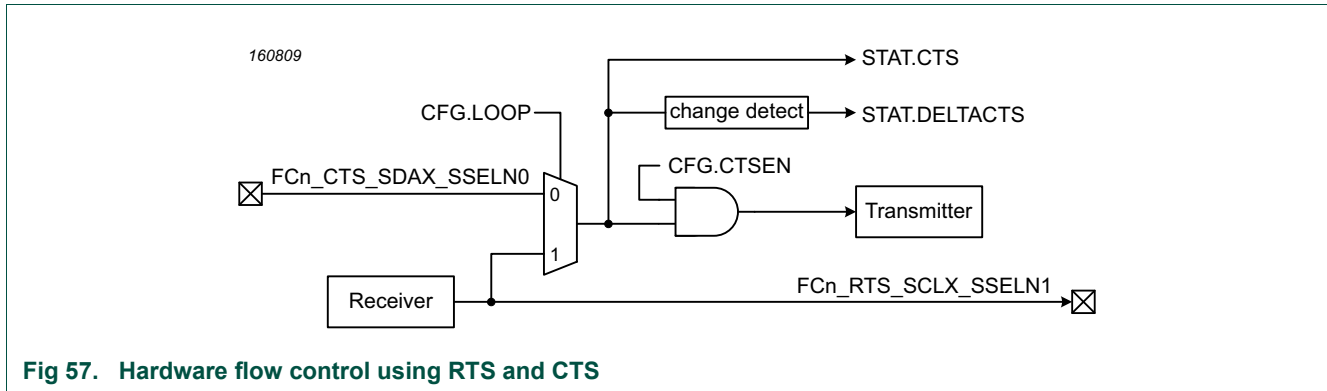 160809
STAT.CTS
CFG.LOOP
change detect
STAT.DELTACTS
CFG.CTSEN
FCn_CTS_SDAX_SSELN0
0
Transmitter
1
FCn_RTS_SCLX_SSELN1
Receiver
Fig 57. Hardware flow control using RTS and CTS